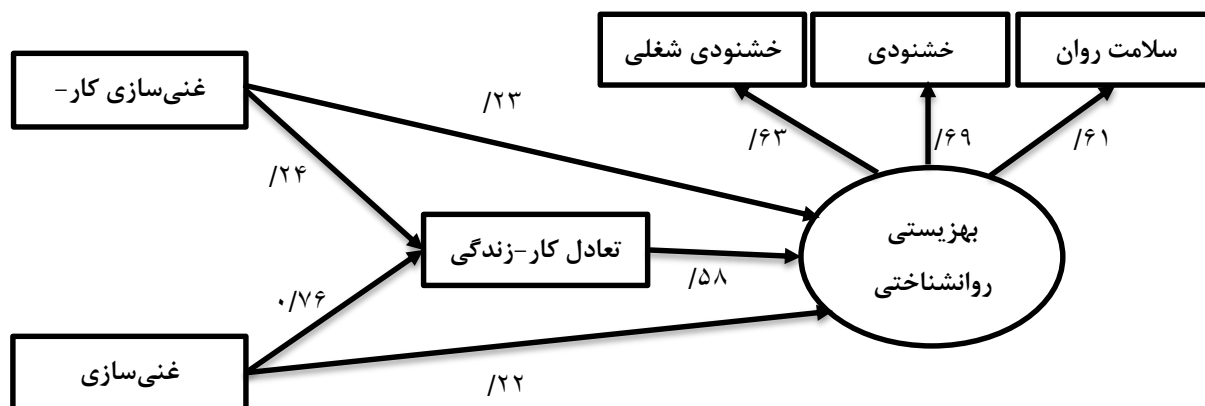 سلامت روان
خشنودی
خشنودی شغلی
غنی‌سازی کار-
/۲۳
/۶۱
/۶۹
/۶۳
/۲۴
بهزیستی
روانشناختی
تعادل کار-زندگی
/۵۸
۰/۷۶
غنی‌سازی
/۲۲